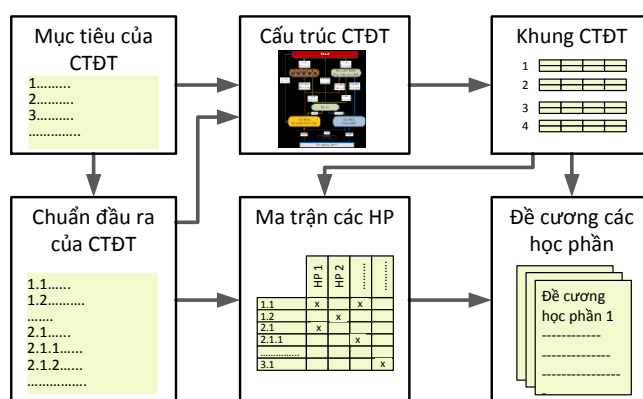 Mục tiêu của
CTĐT
1.........
2..........
3..........
..............
Cấu trúc CTĐT
Khung CTĐT
1
2
3
4
Chuẩn đầu ra
của CTĐT
1.1......
1.2..........
.......
2.1......
2.1.1......
2.1.2......
................
Ma trận các HP
HP 1
HP 2
.........
.........
1.1 x x
1.2 x
2.1 x
2.1.1 x
................
3.1 x
Đề cương các
học phần
Đề cương
học phần 1
------------
--------------
----------------
-